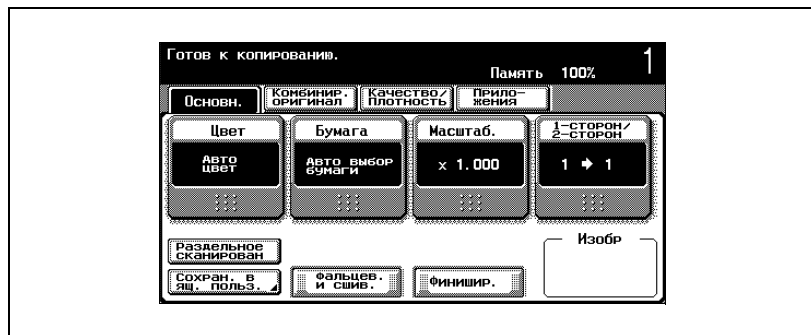 Готов к копированию.
Память 100%
1
Основн.
Комбинир.
оригинал
Качество/
плотность
Прило-
жения
Цвет
Бумага
Масштаб.
1-сторон/
2-сторон
Авто
цвет
Авто выбор
бумаги
x 1.000
1 ➔ 1
Раздельное
сканирован
Изобр
Сохран. в
ящ. польз.
Фальцев.
и сшив.
Финишир.